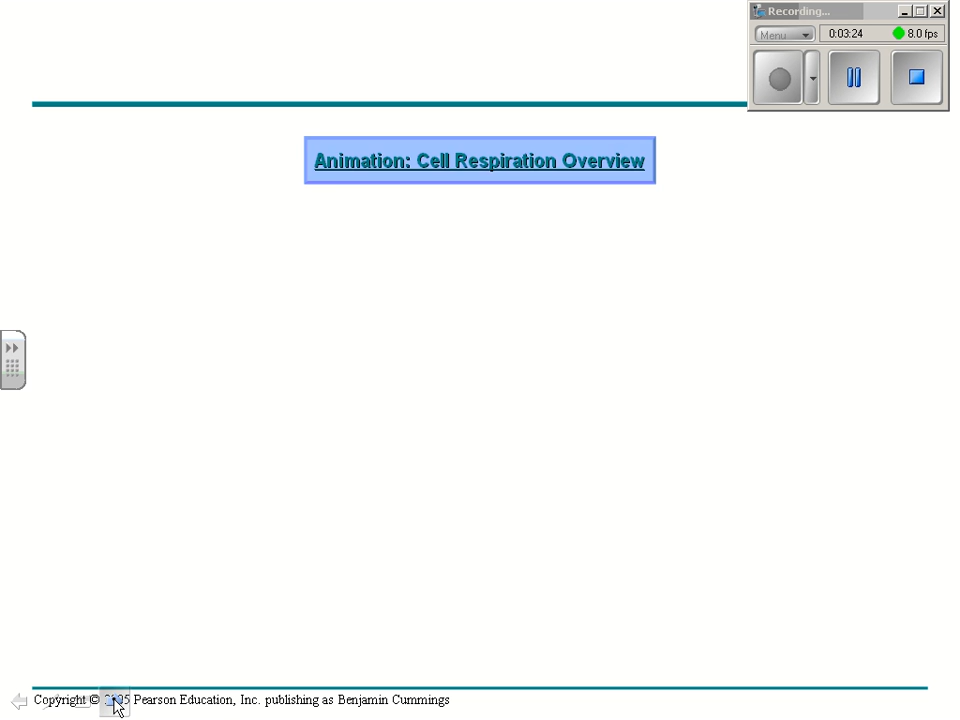 Recording...
Menu
0:03:24
8.0 fps
Animation: Cell Respiration Overview
Copyright © 2005 Pearson Education, Inc. publishing as Benjamin Cummings